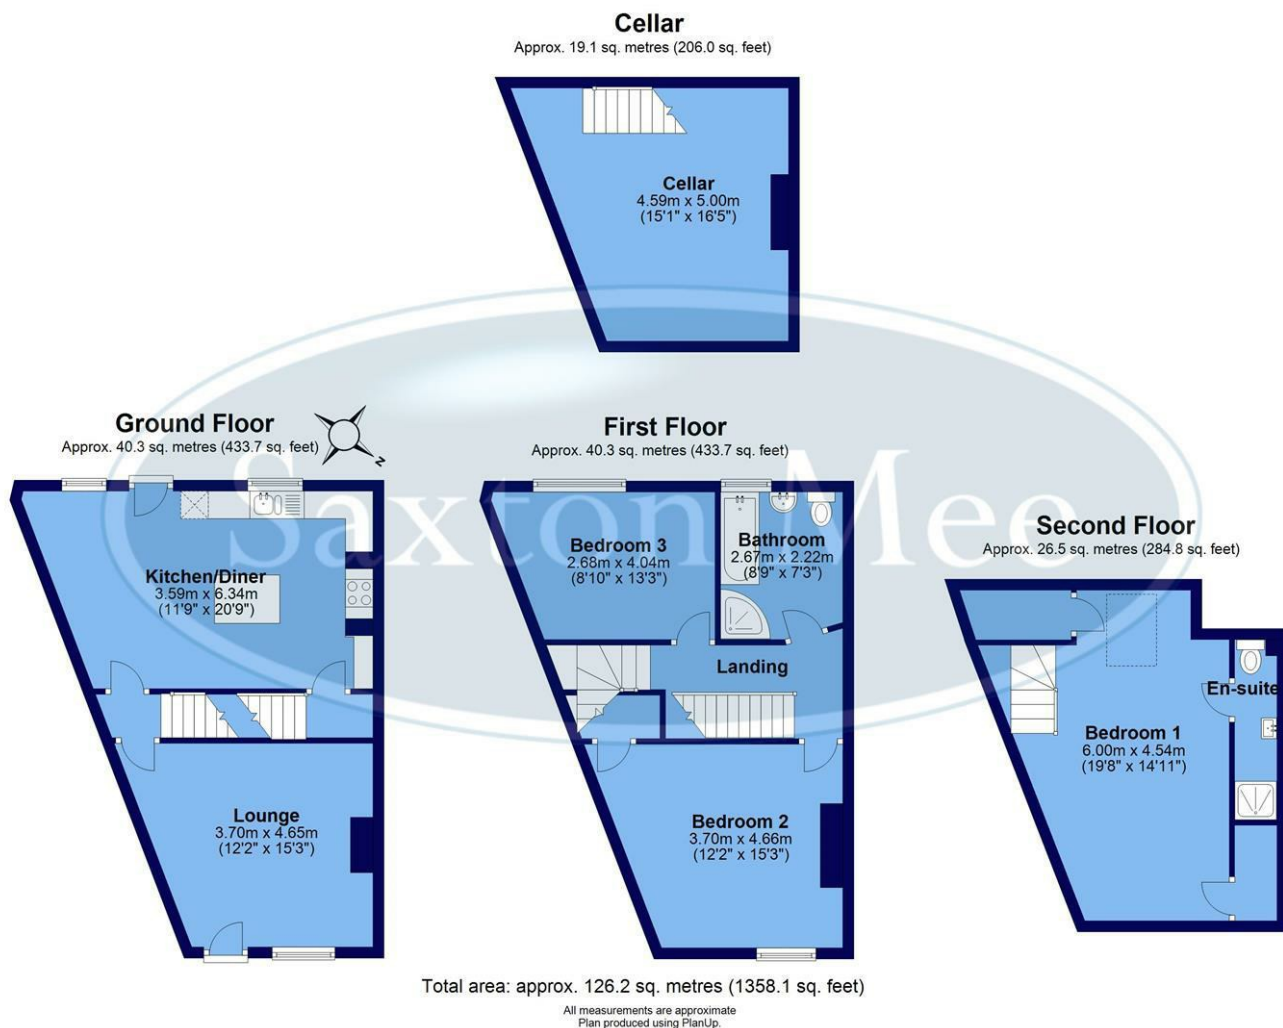 Cellar
Approx. 19.1 sq. metres (206.0 sq. feet)
Cellar
4.59m x 5.00m
(15'1" x 16'5")
Ground Floor
Approx. 40.3 sq. metres (433.7 sq. feet)
N
Kitchen/Diner
3.59m x 6.34m
(11'9" x 20'9")
Lounge
3.70m x 4.65m
(12'2" x 15'3")
First Floor
Approx. 40.3 sq. metres (433.7 sq. feet)
Bedroom 3
2.68m x 4.04m
(8'10" x 13'3")
Bathroom
2.67m x 2.22m
(8'9" x 7'3")
Landing
Bedroom 2
3.70m x 4.66m
(12'2" x 15'3")
Second Floor
Approx. 26.5 sq. metres (284.8 sq. feet)
En-suite
Bedroom 1
6.00m x 4.54m
(19'8" x 14'11")
Saxton Mee
Total area: approx. 126.2 sq. metres (1358.1 sq. feet)
All measurements are approximate
Plan produced using PlanUp.